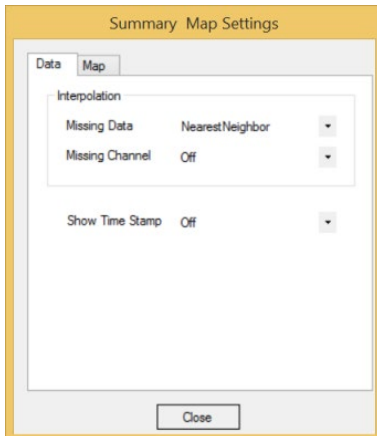 Summary Map Settings
Data Map
Interpolation
Missing Data NearestNeighbor
Missing Channel Off
Show Time Stamp Off
Close